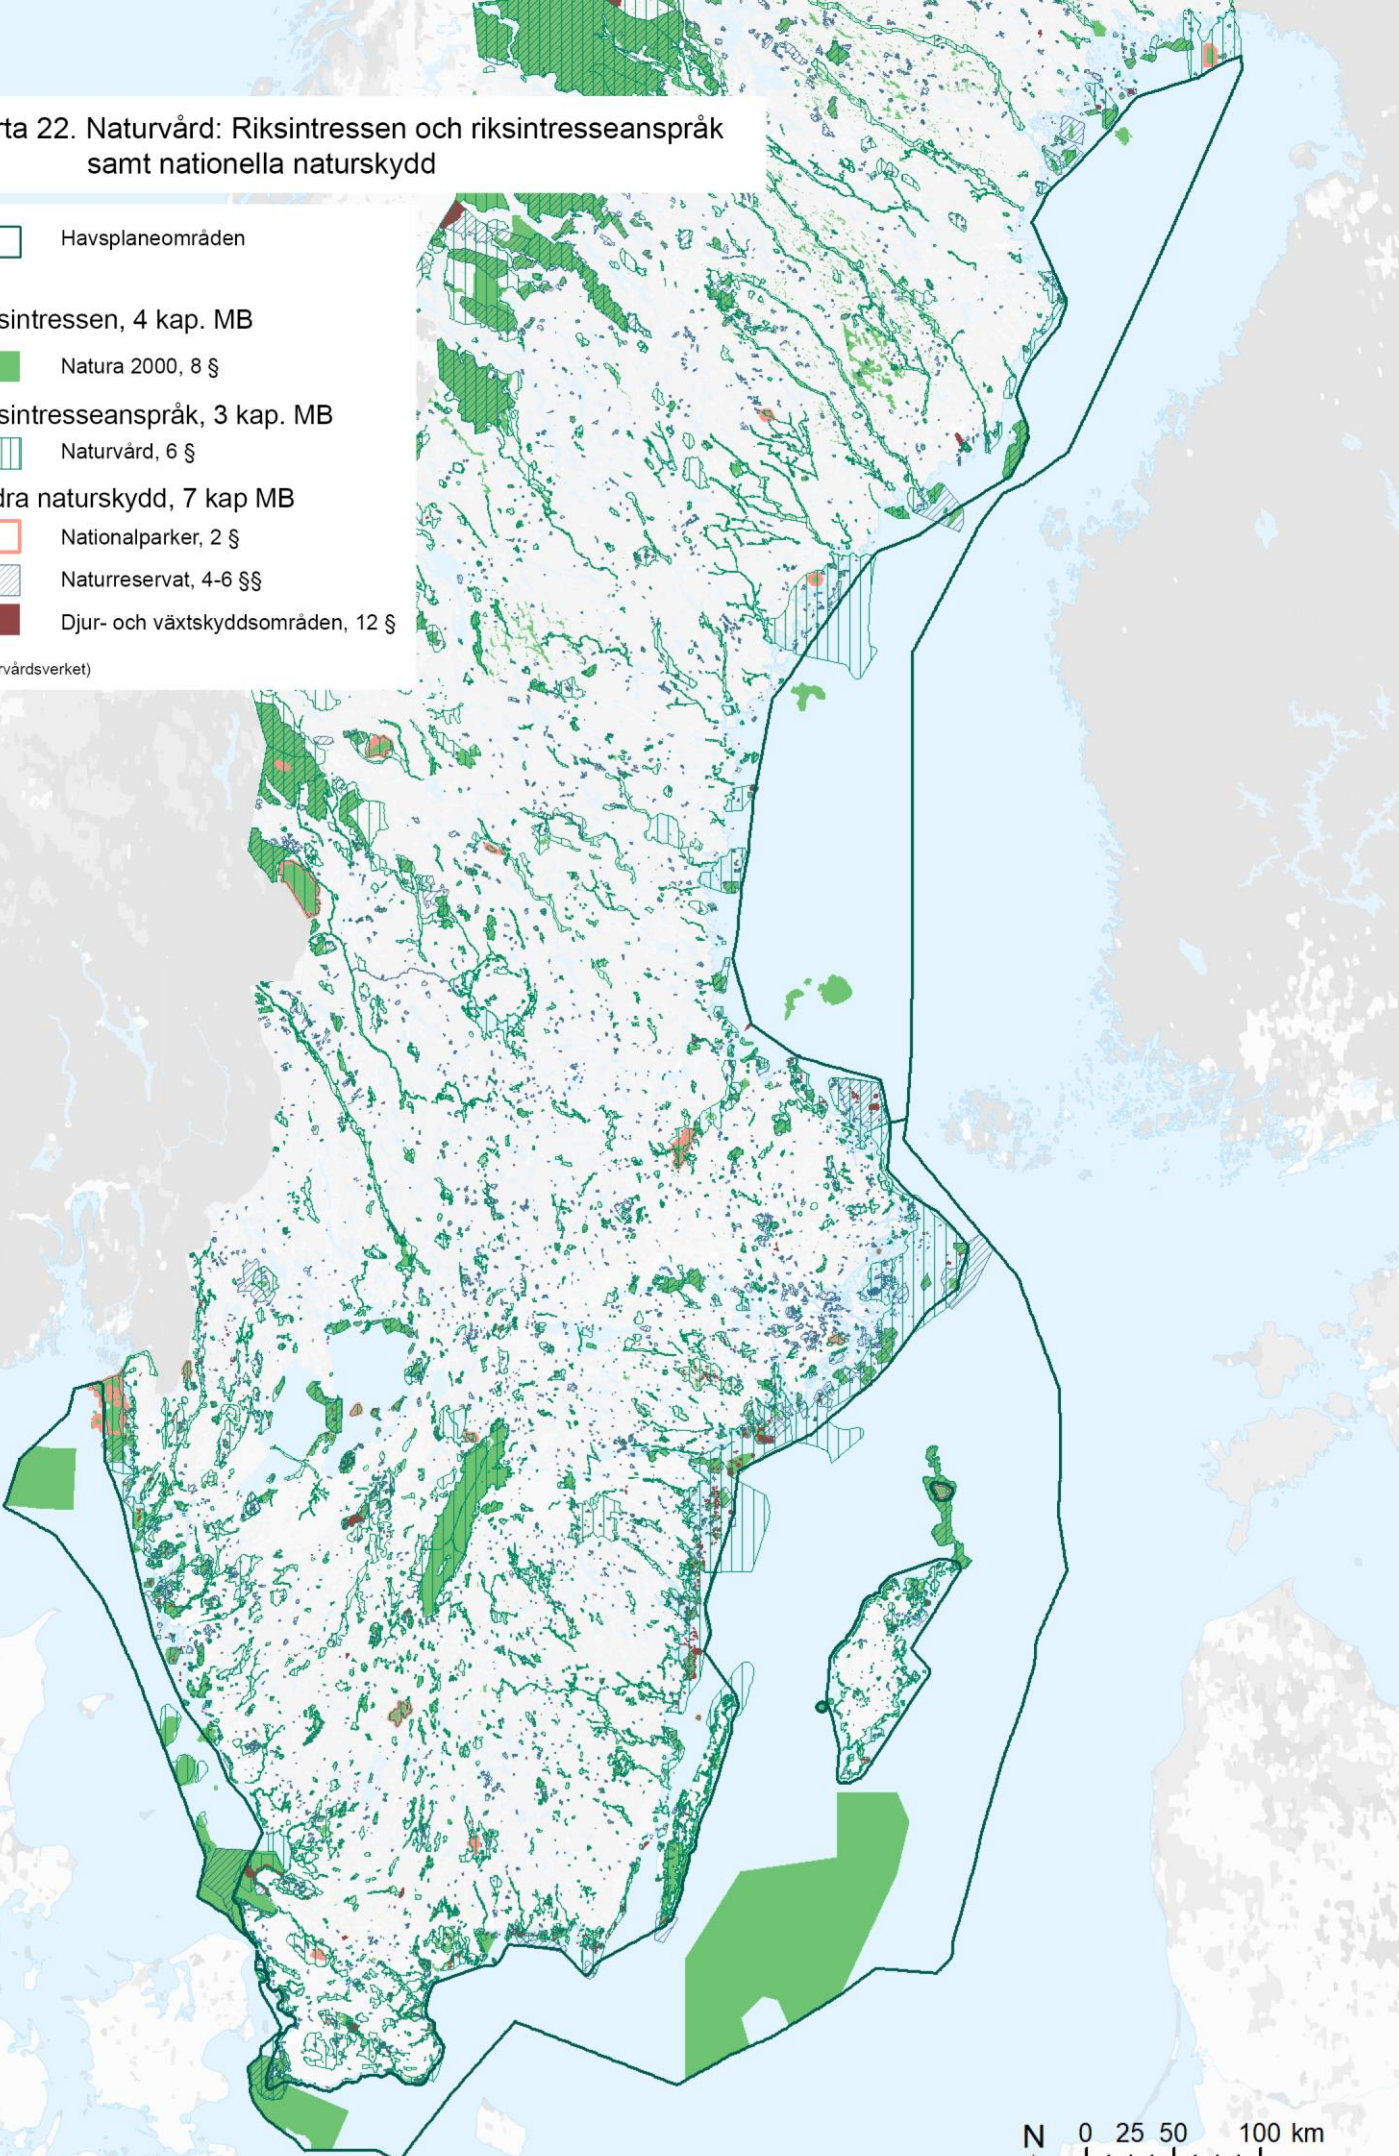 rta 22. Naturvård: Riksintressen och riksintresseanspråk
samt nationella naturskydd
Havsplaneområden
sintressen, 4 kap. MB
Natura 2000, 8 §
sintresseanspråk, 3 kap. MB
Naturvård, 6 §
dra naturskydd, 7 kap MB
Nationalparker, 2 §
Naturreservat, 4-6 §§
Djur- och växtskyddsområden, 12 §
rvårdsverket)
N 0 25 50 100 km